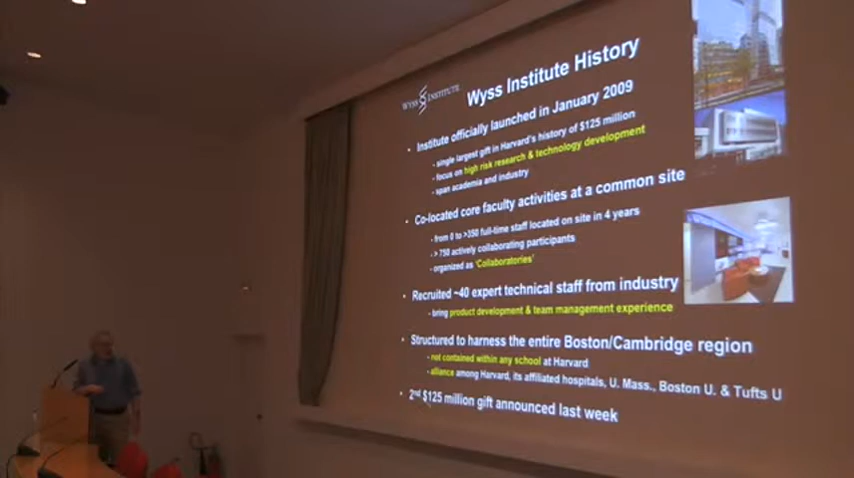 WYSS INSTITUTE
Wyss Institute History
• Institute officially launched in January 2009
- single largest gift in Harvard's history of $125 million
- focus on high risk research & technology development
- span academia and industry
• Co-located core faculty activities at a common site
- from 0 to >350 full-time staff located on site in 4 years
- > 750 actively collaborating participants
- organized as 'Collaboratories'
• Recruited ~40 expert technical staff from industry
- bring product development & team management experience
• Structured to harness the entire Boston/Cambridge region
- not contained within any school at Harvard
- alliance among Harvard, its affiliated hospitals, U. Mass., Boston U. & Tufts U
• 2nd $125 million gift announced last week